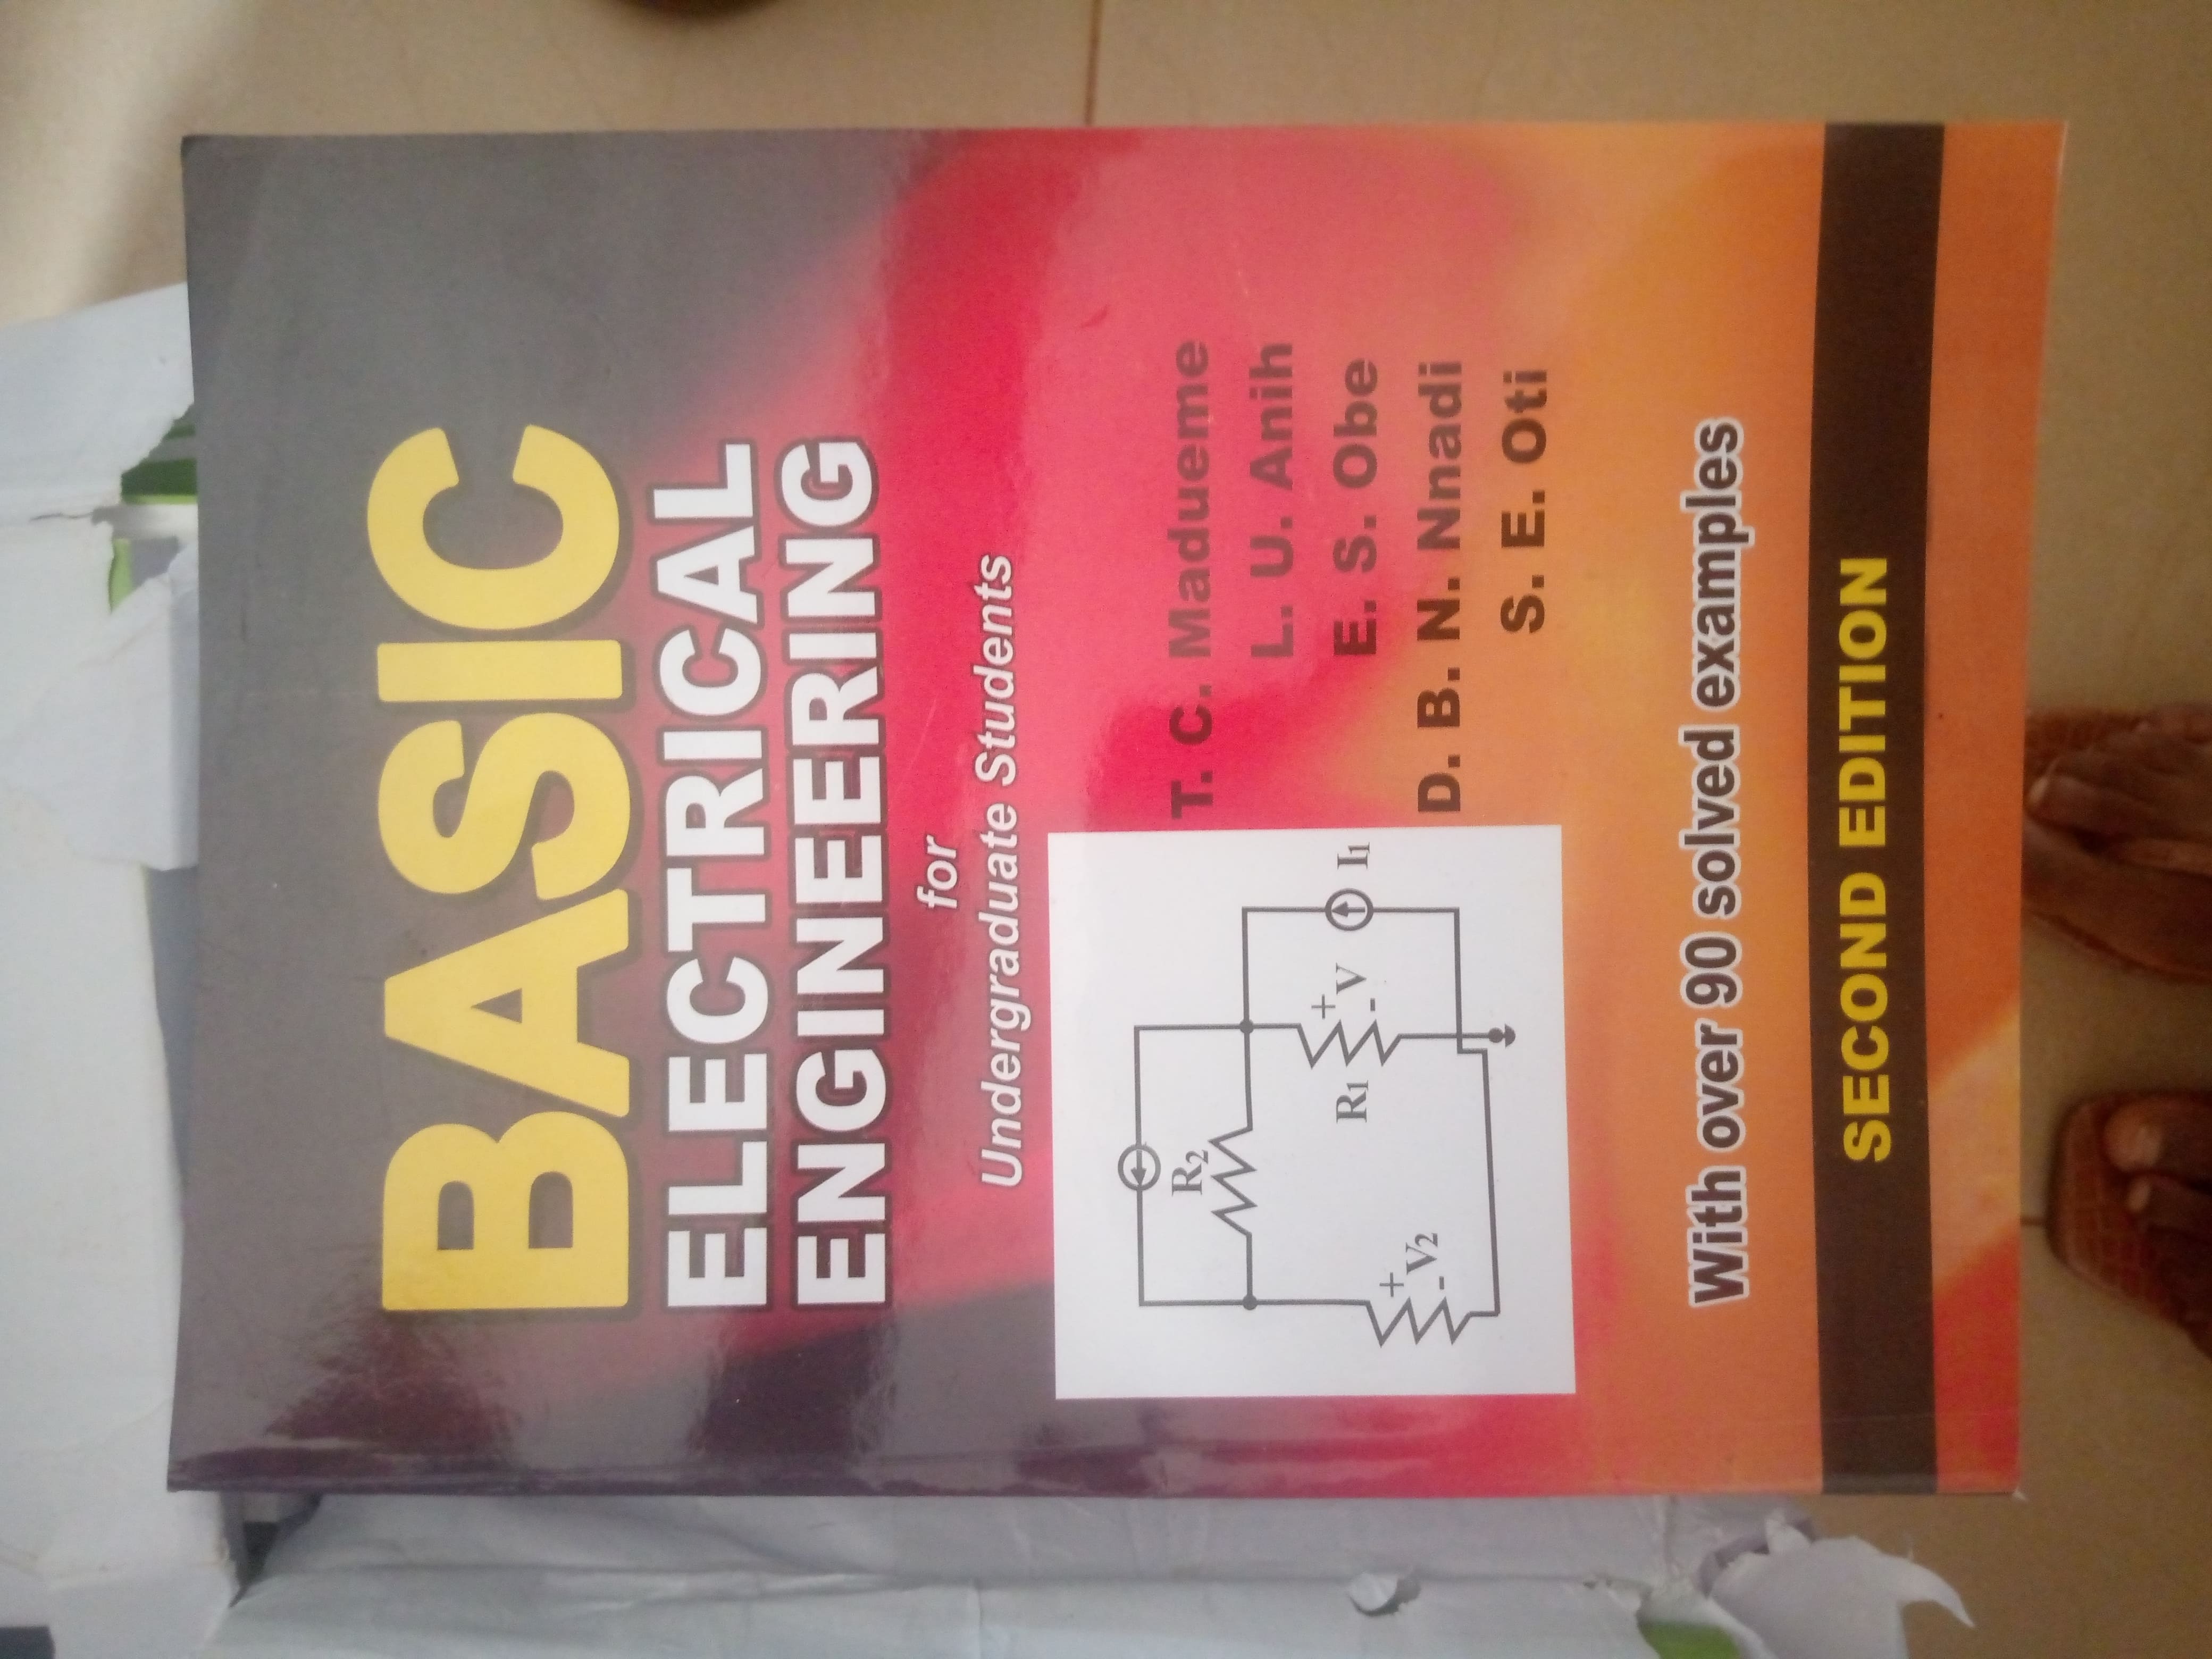 BASIC
ELECTRICAL
ENGINEERING
for
Undergraduate Students
R2
R1
+
V
-
I1
+
V2
-
T. C. Madueme
L. U. Anih
E. S. Obe
D. B. N. Nnadi
S. E. Oti
With over 90 solved examples
SECOND EDITION